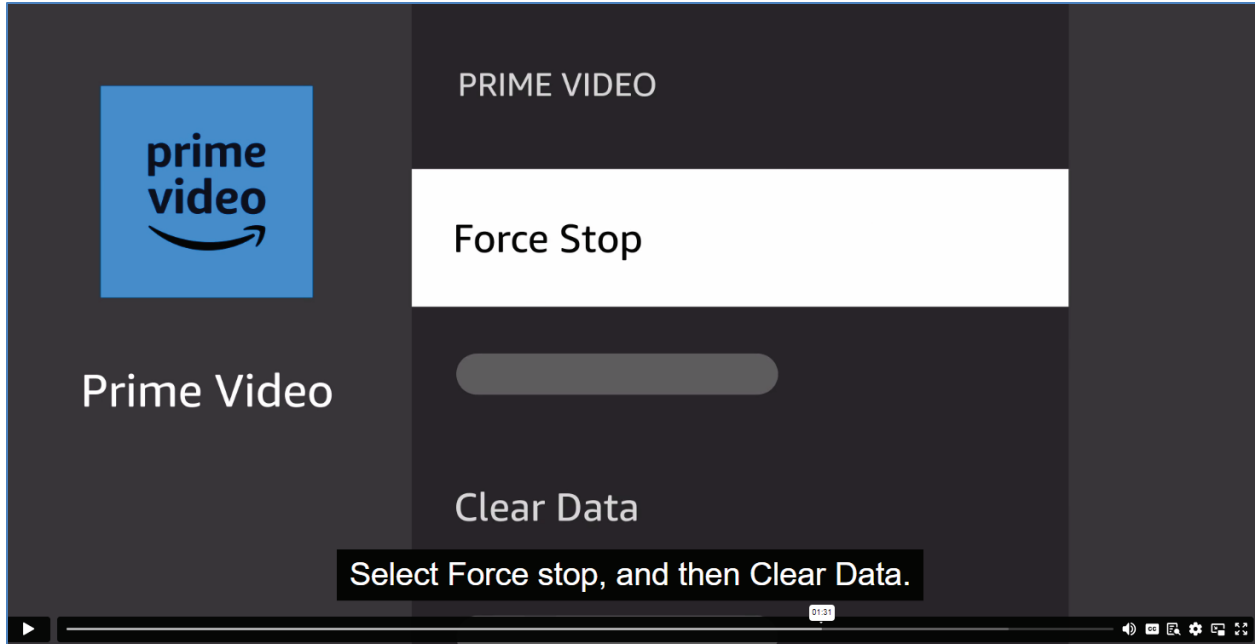 prime
video
Prime Video
PRIME VIDEO
Force Stop
Clear Data
Select Force stop, and then Clear Data.
01:31
CC